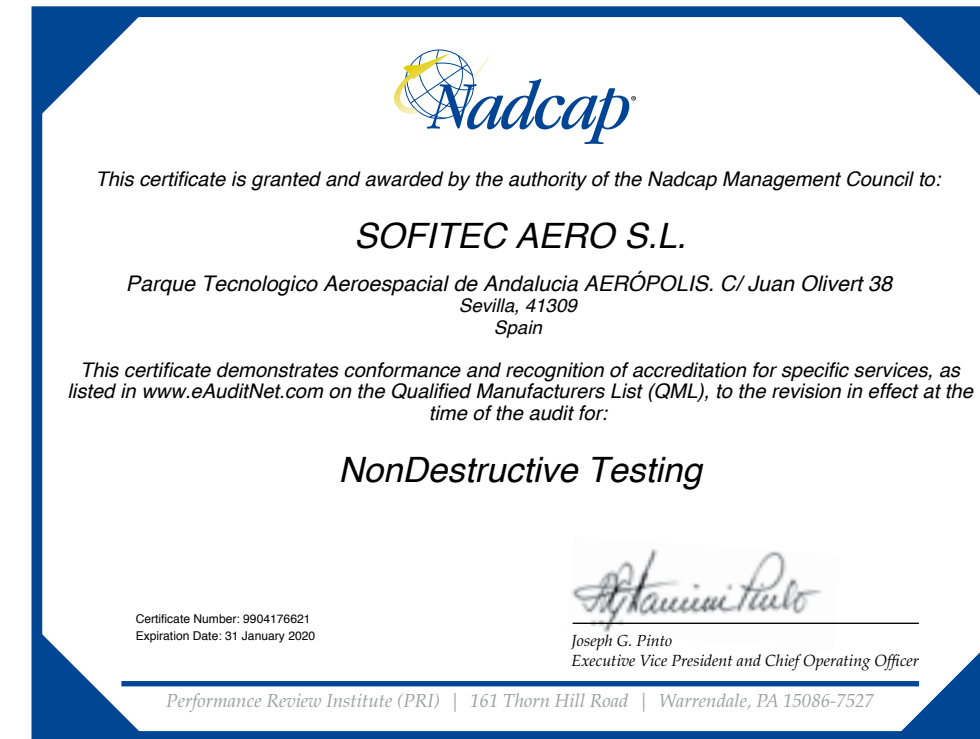 Nadcap®
This certificate is granted and awarded by the authority of the Nadcap Management Council to:
SOFITEC AERO S.L.
Parque Tecnologico Aeroespacial de Andalucia AERÓPOLIS. C/ Juan Olivert 38
Sevilla, 41309
Spain
This certificate demonstrates conformance and recognition of accreditation for specific services, as
listed in www.eAuditNet.com on the Qualified Manufacturers List (QML), to the revision in effect at the
time of the audit for:
NonDestructive Testing
Certificate Number: 9904176621
Expiration Date: 31 January 2020
Joseph G. Pinto
Executive Vice President and Chief Operating Officer
Performance Review Institute (PRI) | 161 Thorn Hill Road | Warrendale, PA 15086-7527